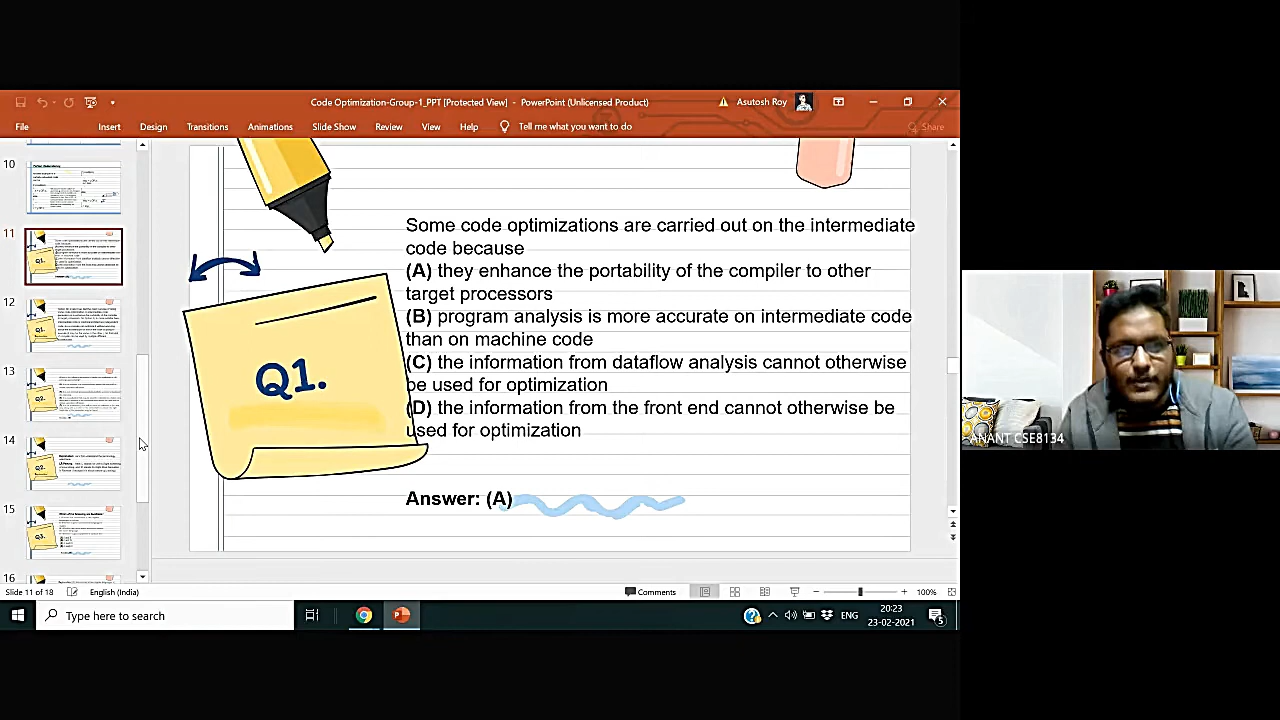 Code Optimization-Group-1_PPT [Protected View] - PowerPoint (Unlicensed Product)
Asutosh Roy
File
Insert
Design
Transitions
Animations
Slide Show
Review
View
Help
Tell me what you want to do
Share
10
11
12
13
14
15
16
Q1.
Some code optimizations are carried out on the intermediate
code because
(A) they enhance the portability of the compiler to other
target processors
(B) program analysis is more accurate on intermediate code
than on machine code
(C) the information from dataflow analysis cannot otherwise
be used for optimization
(D) the information from the front end cannot otherwise be
used for optimization
Answer: (A)
ANANT CSE8134
Slide 11 of 18
English (India)
Comments
100%
Type here to search
ENG
20:23
23-02-2021
5